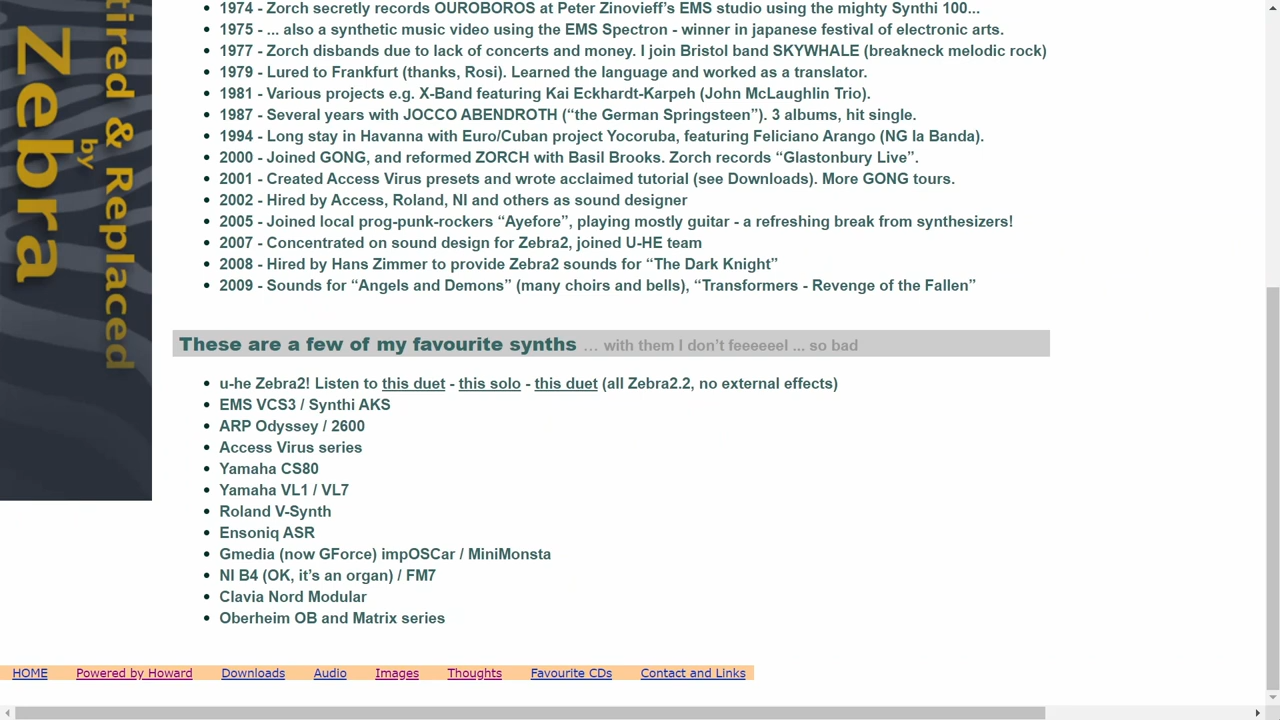 tired & Replaced
by
Zebra
1974 - Zorch secretly records OUROBOROS at Peter Zinovieff’s EMS studio using the mighty Synthi 100...
1975 - ... also a synthetic music video using the EMS Spectron - winner in japanese festival of electronic arts.
1977 - Zorch disbands due to lack of concerts and money. I join Bristol band SKYWHALE (breakneck melodic rock)
1979 - Lured to Frankfurt (thanks, Rosi). Learned the language and worked as a translator.
1981 - Various projects e.g. X-Band featuring Kai Eckhardt-Karpeh (John McLaughlin Trio).
1987 - Several years with JOCCO ABENDROTH (“the German Springsteen”). 3 albums, hit single.
1994 - Long stay in Havanna with Euro/Cuban project Yocoruba, featuring Feliciano Arango (NG la Banda).
2000 - Joined GONG, and reformed ZORCH with Basil Brooks. Zorch records “Glastonbury Live”.
2001 - Created Access Virus presets and wrote acclaimed tutorial (see Downloads). More GONG tours.
2002 - Hired by Access, Roland, NI and others as sound designer
2005 - Joined local prog-punk-rockers “Ayefore”, playing mostly guitar - a refreshing break from synthesizers!
2007 - Concentrated on sound design for Zebra2, joined U-HE team
2008 - Hired by Hans Zimmer to provide Zebra2 sounds for “The Dark Knight”
2009 - Sounds for “Angels and Demons” (many choirs and bells), “Transformers - Revenge of the Fallen”
These are a few of my favourite synths ... with them I don’t feeeeeel ... so bad
u-he Zebra2! Listen to this duet - this solo - this duet (all Zebra2.2, no external effects)
EMS VCS3 / Synthi AKS
ARP Odyssey / 2600
Access Virus series
Yamaha CS80
Yamaha VL1 / VL7
Roland V-Synth
Ensoniq ASR
Gmedia (now GForce) impOSCar / MiniMonsta
NI B4 (OK, it’s an organ) / FM7
Clavia Nord Modular
Oberheim OB and Matrix series
HOME Powered by Howard Downloads Audio Images Thoughts Favourite CDs Contact and Links